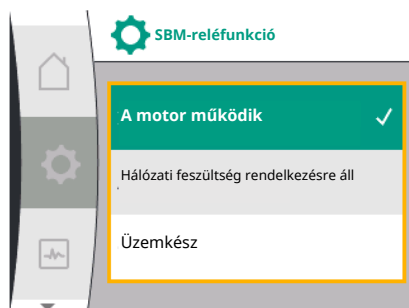 SBM-reléfunkció
A motor működik
Hálózati feszültség rendelkezésre áll
Üzemkész